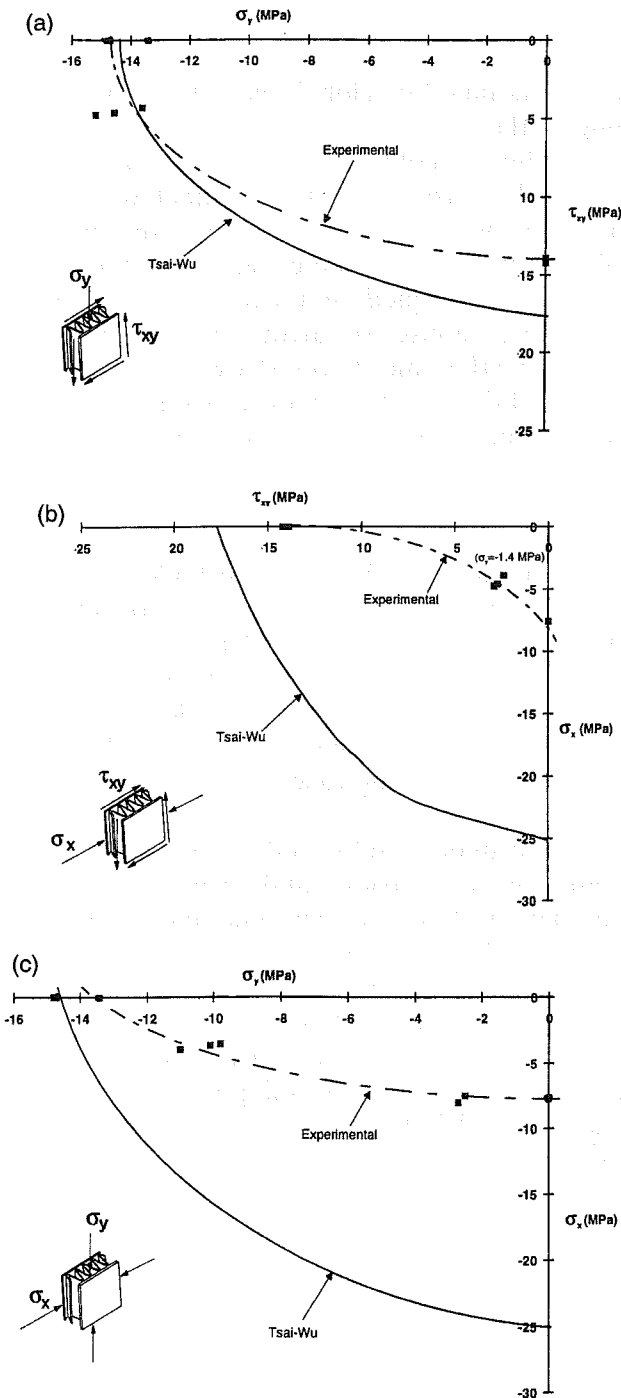 (a)
σy (MPa)
-16 -14 -12 -10 -8 -6 -4 -2 0
0
5
Experimental
10
τxy (MPa)
Tsai-Wu
-15
σy
τxy
-20
-25
(b)
τxy (MPa)
25 20 15 -10 5 0
0
(σy=-1.4 MPa)
-5
Experimental
-10
-15
σx (MPa)
Tsai-Wu
τxy
-20
σx
-25
-30
(c)
σy (MPa)
-16 -14 -12 -10 -8 -6 -4 -2 0
0
-5
-10
Experimental
-15
σx (MPa)
σy
-20
σx
Tsai-Wu
-25
-30